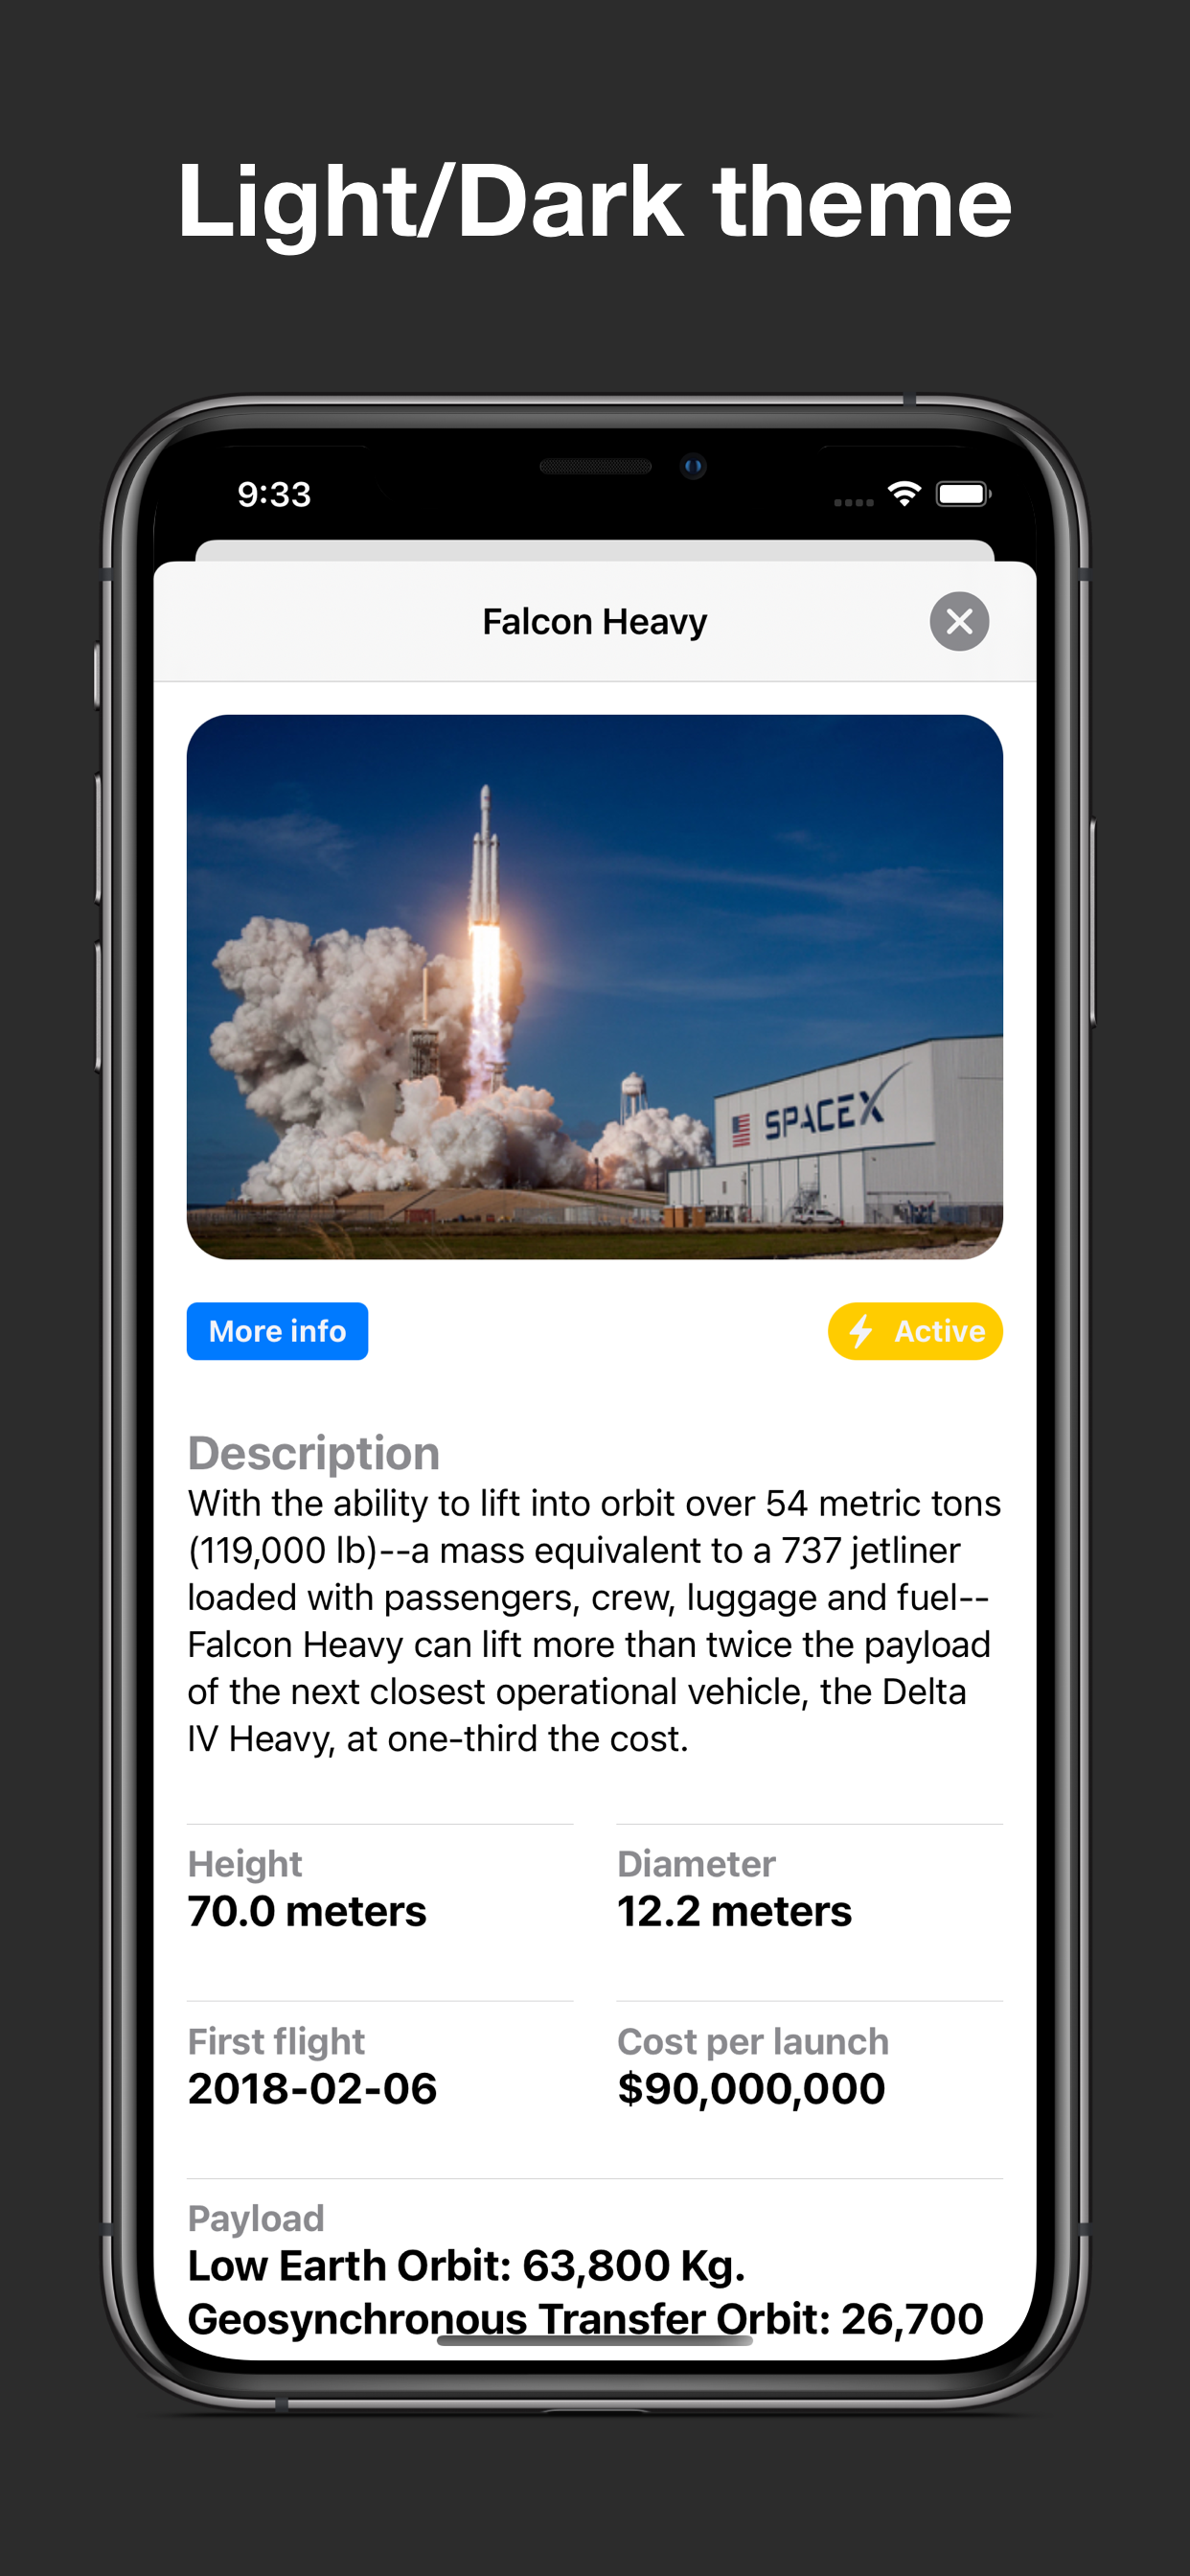 Light/Dark theme
9:33
Falcon Heavy
SPACEX
More info
Active
Description
With the ability to lift into orbit over 54 metric tons
(119,000 lb)--a mass equivalent to a 737 jetliner
loaded with passengers, crew, luggage and fuel--
Falcon Heavy can lift more than twice the payload
of the next closest operational vehicle, the Delta
IV Heavy, at one-third the cost.
Height
Diameter
70.0 meters
12.2 meters
First flight
Cost per launch
2018-02-06
$90,000,000
Payload
Low Earth Orbit: 63,800 Kg.
Geosynchronous Transfer Orbit: 26,700